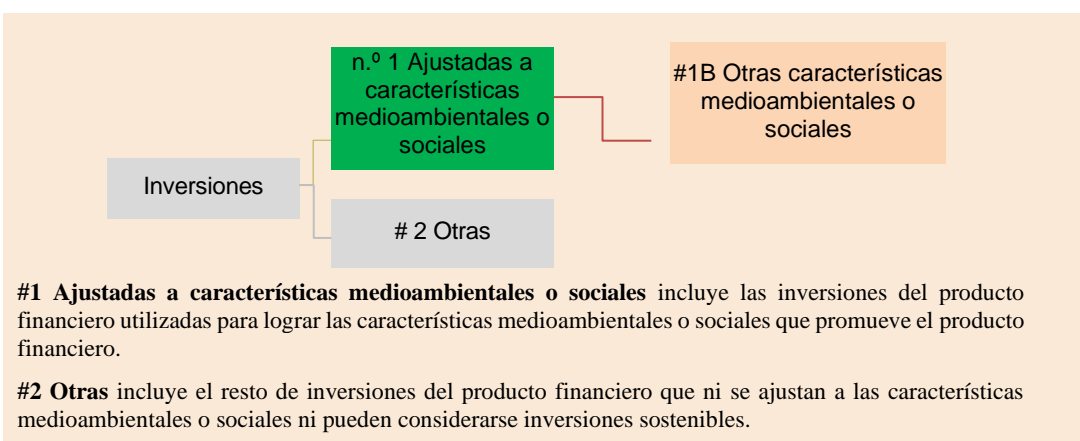 n.º 1 Ajustadas a
características
medioambientales o
sociales
#1B Otras características
medioambientales o
sociales
Inversiones
# 2 Otras
#1 Ajustadas a características medioambientales o sociales incluye las inversiones del producto
financiero utilizadas para lograr las características medioambientales o sociales que promueve el producto
financiero.
#2 Otras incluye el resto de inversiones del producto financiero que ni se ajustan a las características
medioambientales o sociales ni pueden considerarse inversiones sostenibles.